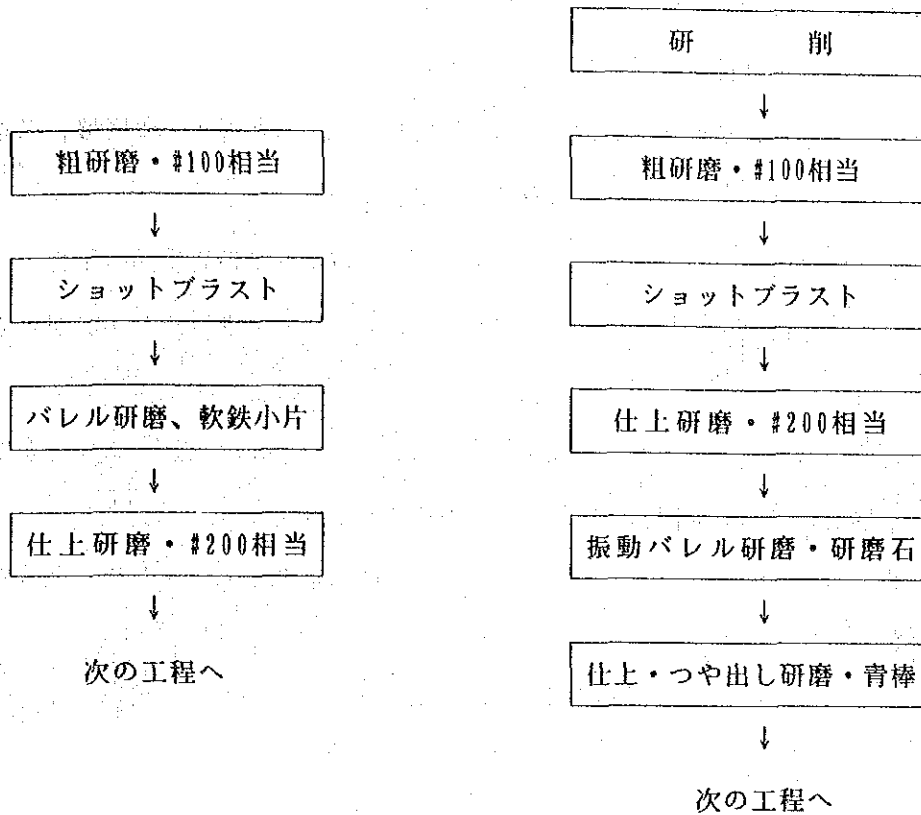 粗研磨・#100相当
↓
ショットブラスト
↓
バレル研磨、軟鉄小片
↓
仕上研磨・#200相当
↓
次の工程へ
研 削
↓
粗研磨・#100相当
↓
ショットブラスト
↓
仕上研磨・#200相当
↓
振動バレル研磨・研磨石
↓
仕上・つや出し研磨・青棒
↓
次の工程へ